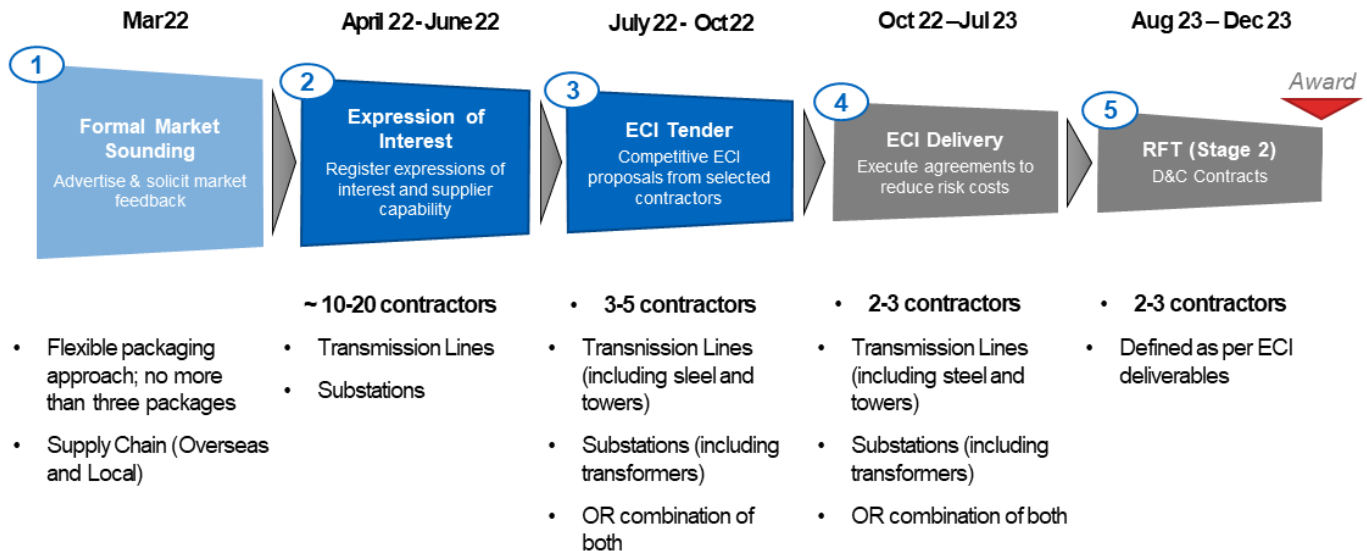 Mar 22
April 22 - June 22
July 22 - Oct 22
Oct 22 – Jul 23
Aug 23 – Dec 23
Award
1
Formal Market
Sounding
Advertise & solicit market
feedback
2
Expression of
Interest
Register expressions of
interest and supplier
capability
3
ECI Tender
Competitive ECI
proposals from selected
contractors
4
ECI Delivery
Execute agreements to
reduce risk costs
5
RFT (Stage 2)
D&C Contracts
• Flexible packaging
approach; no more
than three packages
• Supply Chain (Overseas
and Local)
~ 10-20 contractors
• Transmission Lines
• Substations
• 3-5 contractors
• Transnission Lines
(including sleel and
towers)
• Substations (including
transformers)
• OR combination of
both
• 2-3 contractors
• Transmission Lines
(including steel and
towers)
• Substations (including
transformers)
• OR combination of both
• 2-3 contractors
• Defined as per ECI
deliverables